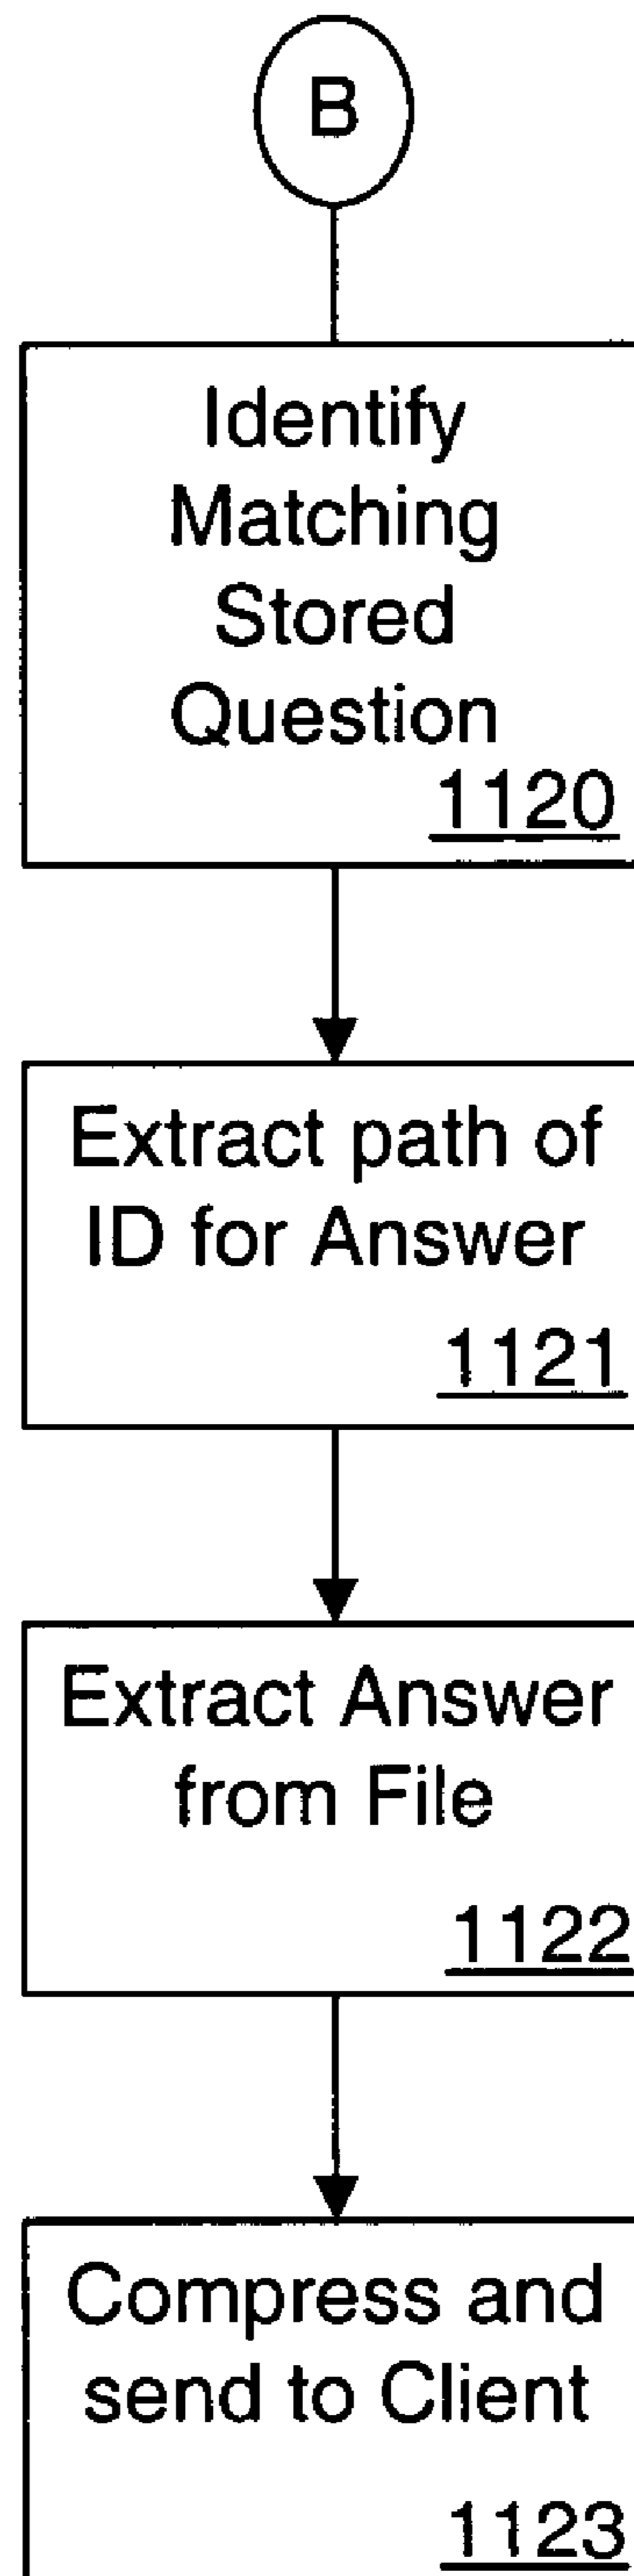 B
Identify
Matching
Stored
Question
1120
Extract path of
ID for Answer
1121
Extract Answer
from File
1122
Compress and
send to Client
1123